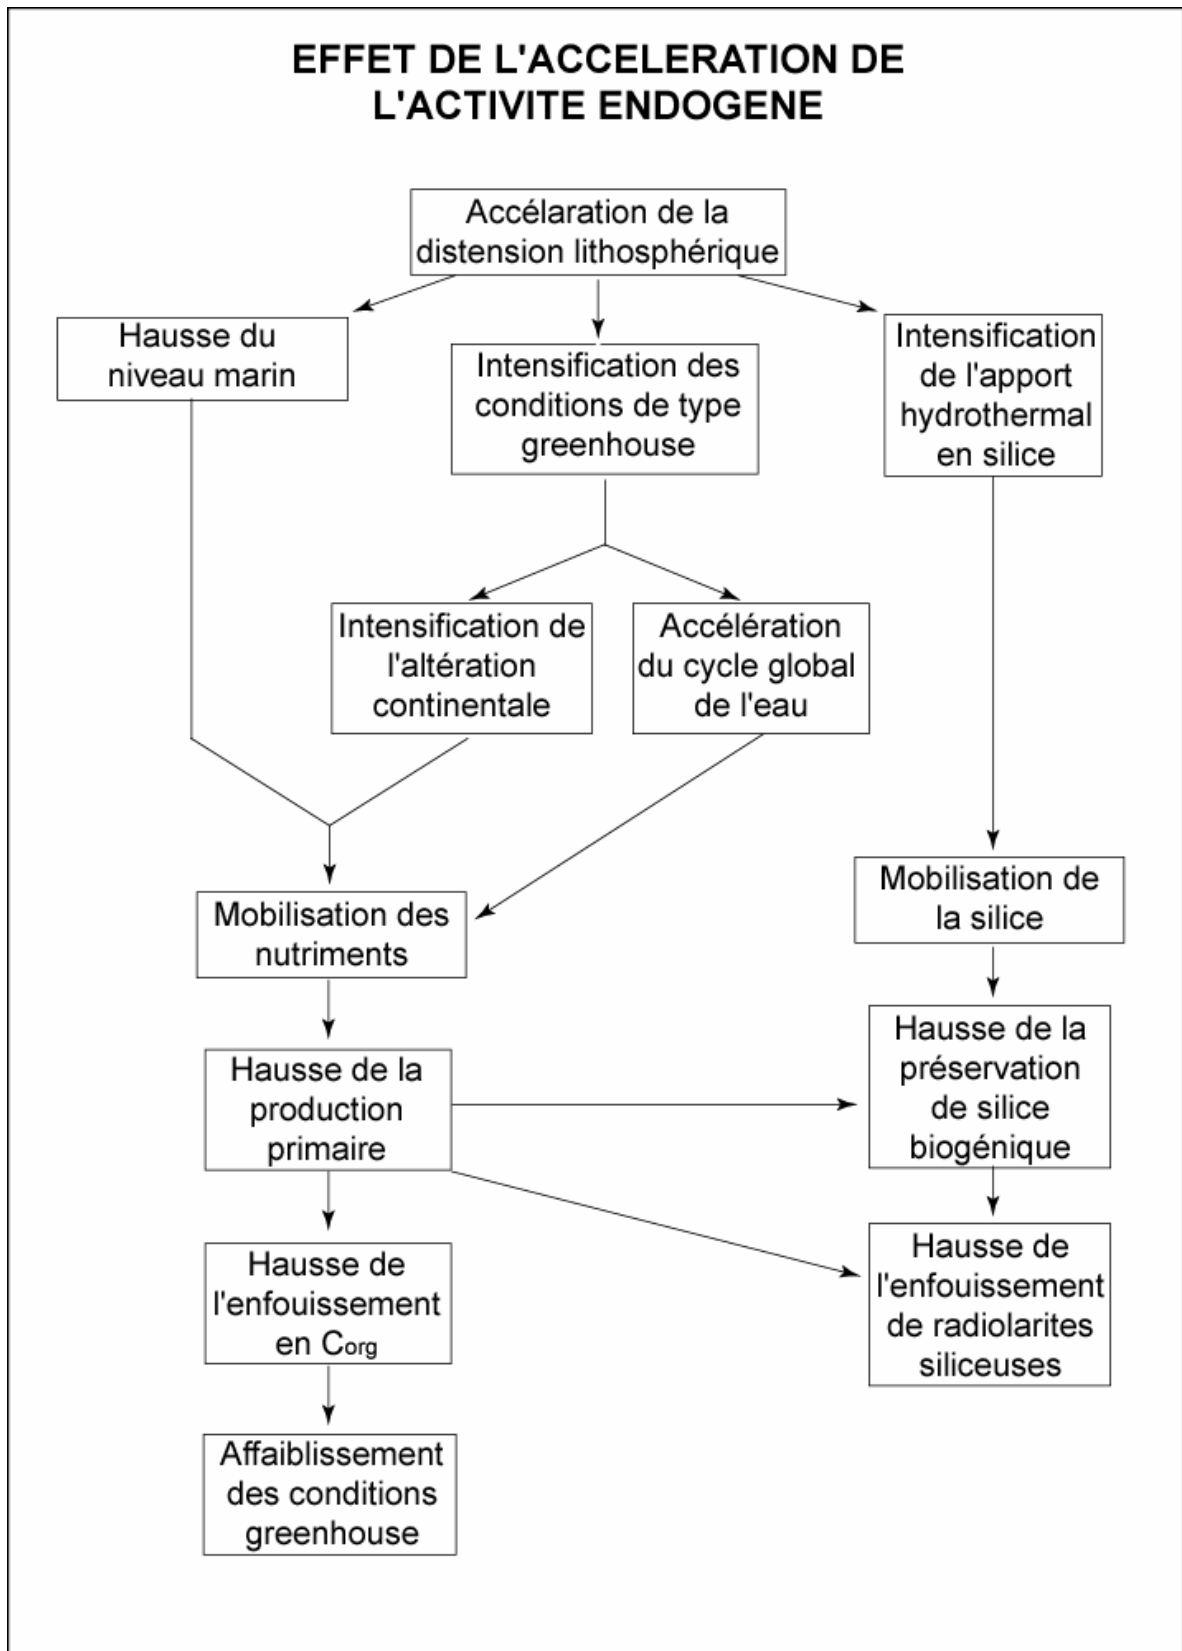 EFFET DE L'ACCELERATION DE
L'ACTIVITE ENDOGENE
Accélaration de la
distension lithosphérique
Hausse du
niveau marin
Intensification des
conditions de type
greenhouse
Intensification
de l'apport
hydrothermal
en silice
Intensification de
l'altération
continentale
Accélération
du cycle global
de l'eau
Mobilisation des
nutriments
Mobilisation de
la silice
Hausse de la
production
primaire
Hausse de la
préservation
de silice
biogénique
Hausse de
l'enfouissement
en Corg
Hausse de
l'enfouissement
de radiolarites
siliceuses
Affaiblissement
des conditions
greenhouse